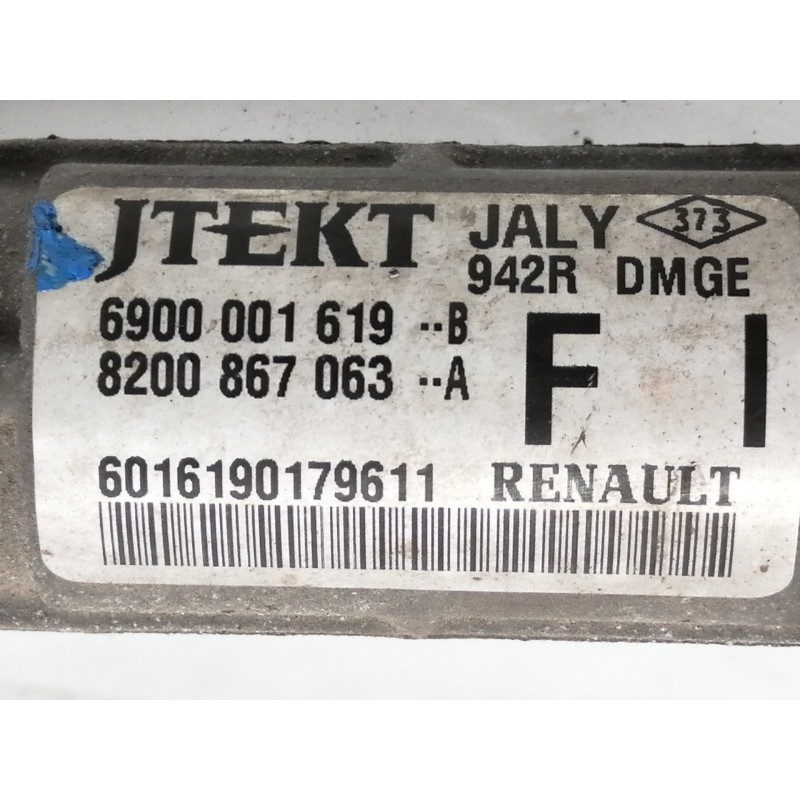 JTEKT JALY 373
942R DMGE
6900 001 619 --B
8200 867 063 --A
F I
6016190179611 RENAULT